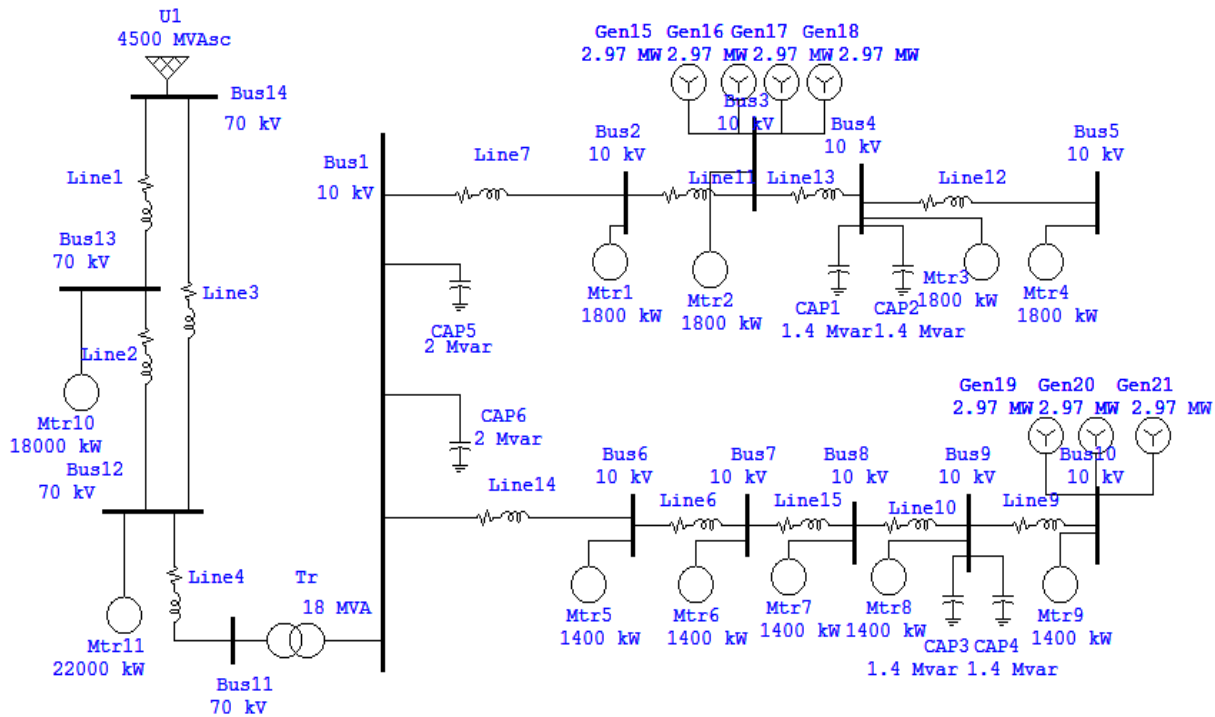 U1
4500 MVAsc
Bus14
70 kV
Line1
Bus13
70 kV
Line3
Line2
Mtr10
18000 kW
Bus12
70 kV
Line4
Mtr11
22000 kW
Bus11
70 kV
Tr
18 MVA
Bus1
10 kV
Line7
Bus2
10 kV
Mtr1
1800 kW
Line11
Gen15 Gen16 Gen17 Gen18
2.97 MW 2.97 MW 2.97 MW 2.97 MW
Bus3
10 kV
Mtr2
1800 kW
Line13
Bus4
10 kV
CAP1
1.4 Mvar
CAP2
1.4 Mvar
Mtr3
1800 kW
Line12
Bus5
10 kV
Mtr4
1800 kW
CAP5
2 Mvar
CAP6
2 Mvar
Line14
Bus6
10 kV
Mtr5
1400 kW
Line6
Bus7
10 kV
Mtr6
1400 kW
Line15
Bus8
10 kV
Mtr7
1400 kW
Line10
Bus9
10 kV
Mtr8
1400 kW
CAP3 CAP4
1.4 Mvar 1.4 Mvar
Line9
Gen19 Gen20 Gen21
2.97 MW 2.97 MW 2.97 MW
Bus10
10 kV
Mtr9
1400 kW